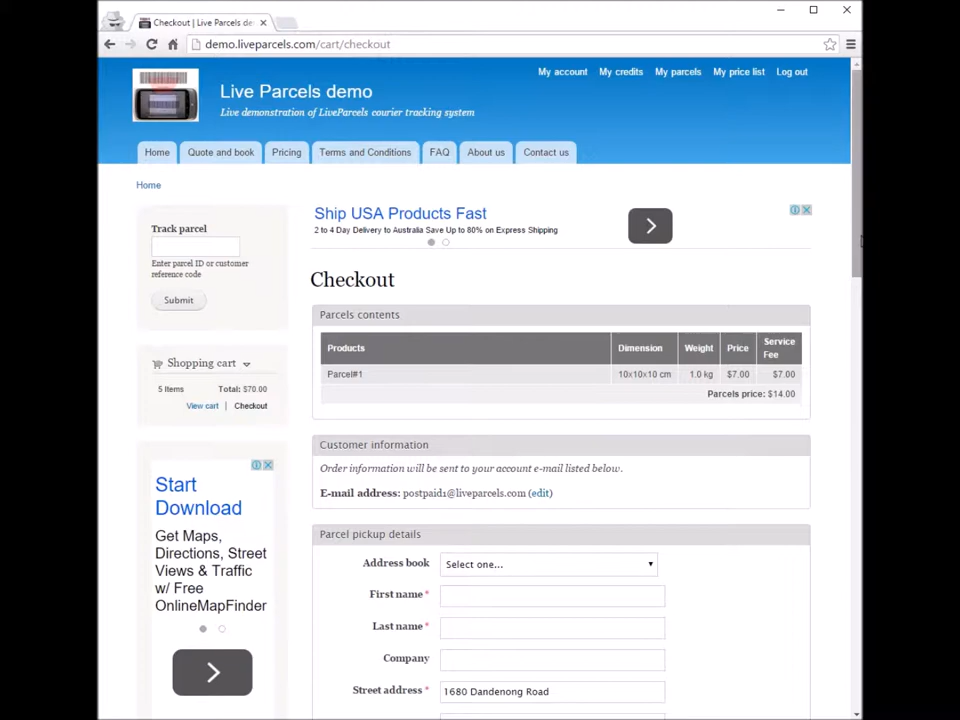 Checkout | Live Parcels de
demo.liveparcels.com/cart/checkout
My account My credits My parcels My price list Log out
Live Parcels demo
Live demonstration of LiveParcels courier tracking system
Home Quote and book Pricing Terms and Conditions FAQ About us Contact us
Home
Track parcel
Enter parcel ID or customer
reference code
Submit
Shopping cart
5 Items Total: $70.00
View cart | Checkout
Start
Download
Get Maps,
Directions, Street
Views & Traffic
w/ Free
OnlineMapFinder
Ship USA Products Fast
2 to 4 Day Delivery to Australia Save Up to 80% on Express Shipping
Checkout
Parcels contents
Products Dimension Weight Price Service
Fee
Parcel#1 10x10x10 cm 1.0 kg $7.00 $7.00
Parcels price: $14.00
Customer information
Order information will be sent to your account e-mail listed below.
E-mail address: postpaid1@liveparcels.com (edit)
Parcel pickup details
Address book Select one...
First name *
Last name *
Company
Street address * 1680 Dandenong Road